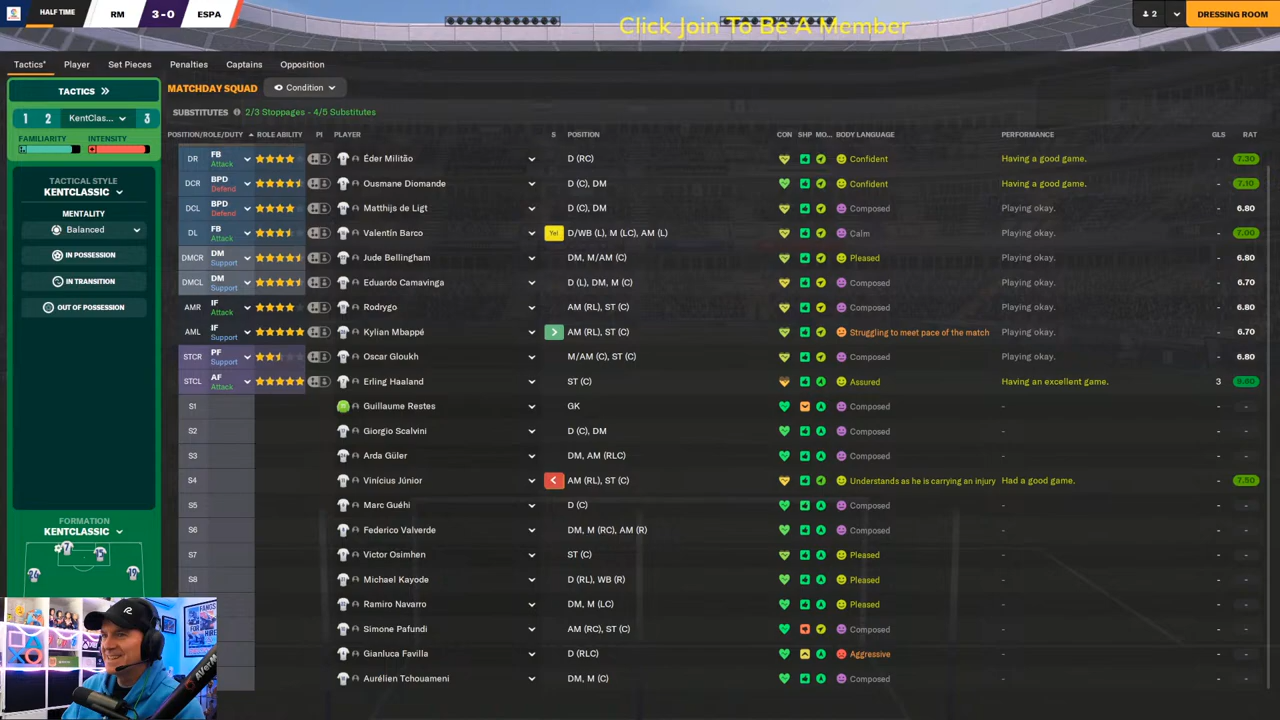 HALF TIME RM 3-0 ESPA
Click Join To Be A Member
2 DRESSING ROOM
Tactics* Player Set Pieces Penalties Captains Opposition
TACTICS MATCHDAY SQUAD Condition
SUBSTITUTES 2/3 Stoppages - 4/5 Substitutes
1 2 KentClas... 3
FAMILIARITY INTENSITY
TACTICAL STYLE
KENTCLASSIC
MENTALITY
Balanced
IN POSSESSION
IN TRANSITION
OUT OF POSSESSION
FORMATION
KENTCLASSIC
POSITION/ROLE/DUTY ROLE ABILITY PI PLAYER S POSITION CON SHP MO... BODY LANGUAGE PERFORMANCE GLS RAT
DR FB Attack Éder Militão D (RC) Confident Having a good game. - 7.30
DCR BPD Defend Ousmane Diomande D (C), DM Confident Having a good game. - 7.10
DCL BPD Defend Matthijs de Ligt D (C), DM Composed Playing okay. - 6.80
DL FB Attack Valentín Barco Yel D/WB (L), M (LC), AM (L) Calm Playing okay. - 7.00
DMCR DM Support Jude Bellingham DM, M/AM (C) Pleased Playing okay. - 6.80
DMCL DM Support Eduardo Camavinga D (L), DM, M (C) Composed Playing okay. - 6.70
AMR IF Attack Rodrygo AM (RL), ST (C) Composed Playing okay. - 6.80
AML IF Support Kylian Mbappé AM (RL), ST (C) Struggling to meet pace of the match Playing okay. - 6.70
STCR PF Support Oscar Gloukh M/AM (C), ST (C) Composed Playing okay. - 6.80
STCL AF Attack Erling Haaland ST (C) Assured Having an excellent game. 3 9.60
S1 Guillaume Restes GK Composed - - -
S2 Giorgio Scalvini D (C), DM Composed - - -
S3 Arda Güler DM, AM (RLC) Composed - - -
S4 Vinícius Júnior AM (RL), ST (C) Understands as he is carrying an injury Had a good game. - 7.50
S5 Marc Guéhi D (C) Composed - - -
S6 Federico Valverde DM, M (RC), AM (R) Composed - - -
S7 Victor Osimhen ST (C) Pleased - - -
S8 Michael Kayode D (RL), WB (R) Pleased - - -
Ramiro Navarro DM, M (LC) Pleased - - -
Simone Pafundi AM (RC), ST (C) Composed - - -
Gianluca Favilla D (RLC) Aggressive - - -
Aurélien Tchouameni DM, M (C) Composed - - -